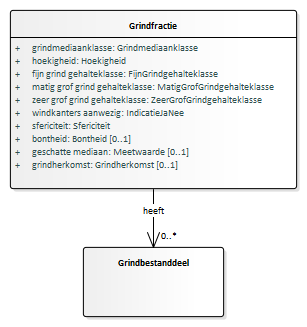 Grindfractie
+ grindmediaanklasse: Grindmediaanklasse
+ hoekigheid: Hoekigheid
+ fijn grind gehalteklasse: FijnGrindgehalteklasse
+ matig grof grind gehalteklasse: MatigGrofGrindgehalteklasse
+ zeer grof grind gehalteklasse: ZeerGrofGrindgehalteklasse
+ windkanters aanwezig: IndicatieJaNee
+ sfericiteit: Sfericiteit
+ bontheid: Bontheid [0..1]
+ geschatte mediaan: Meetwaarde [0..1]
+ grindherkomst: Grindherkomst [0..1]
heeft
0..*
Grindbestanddeel